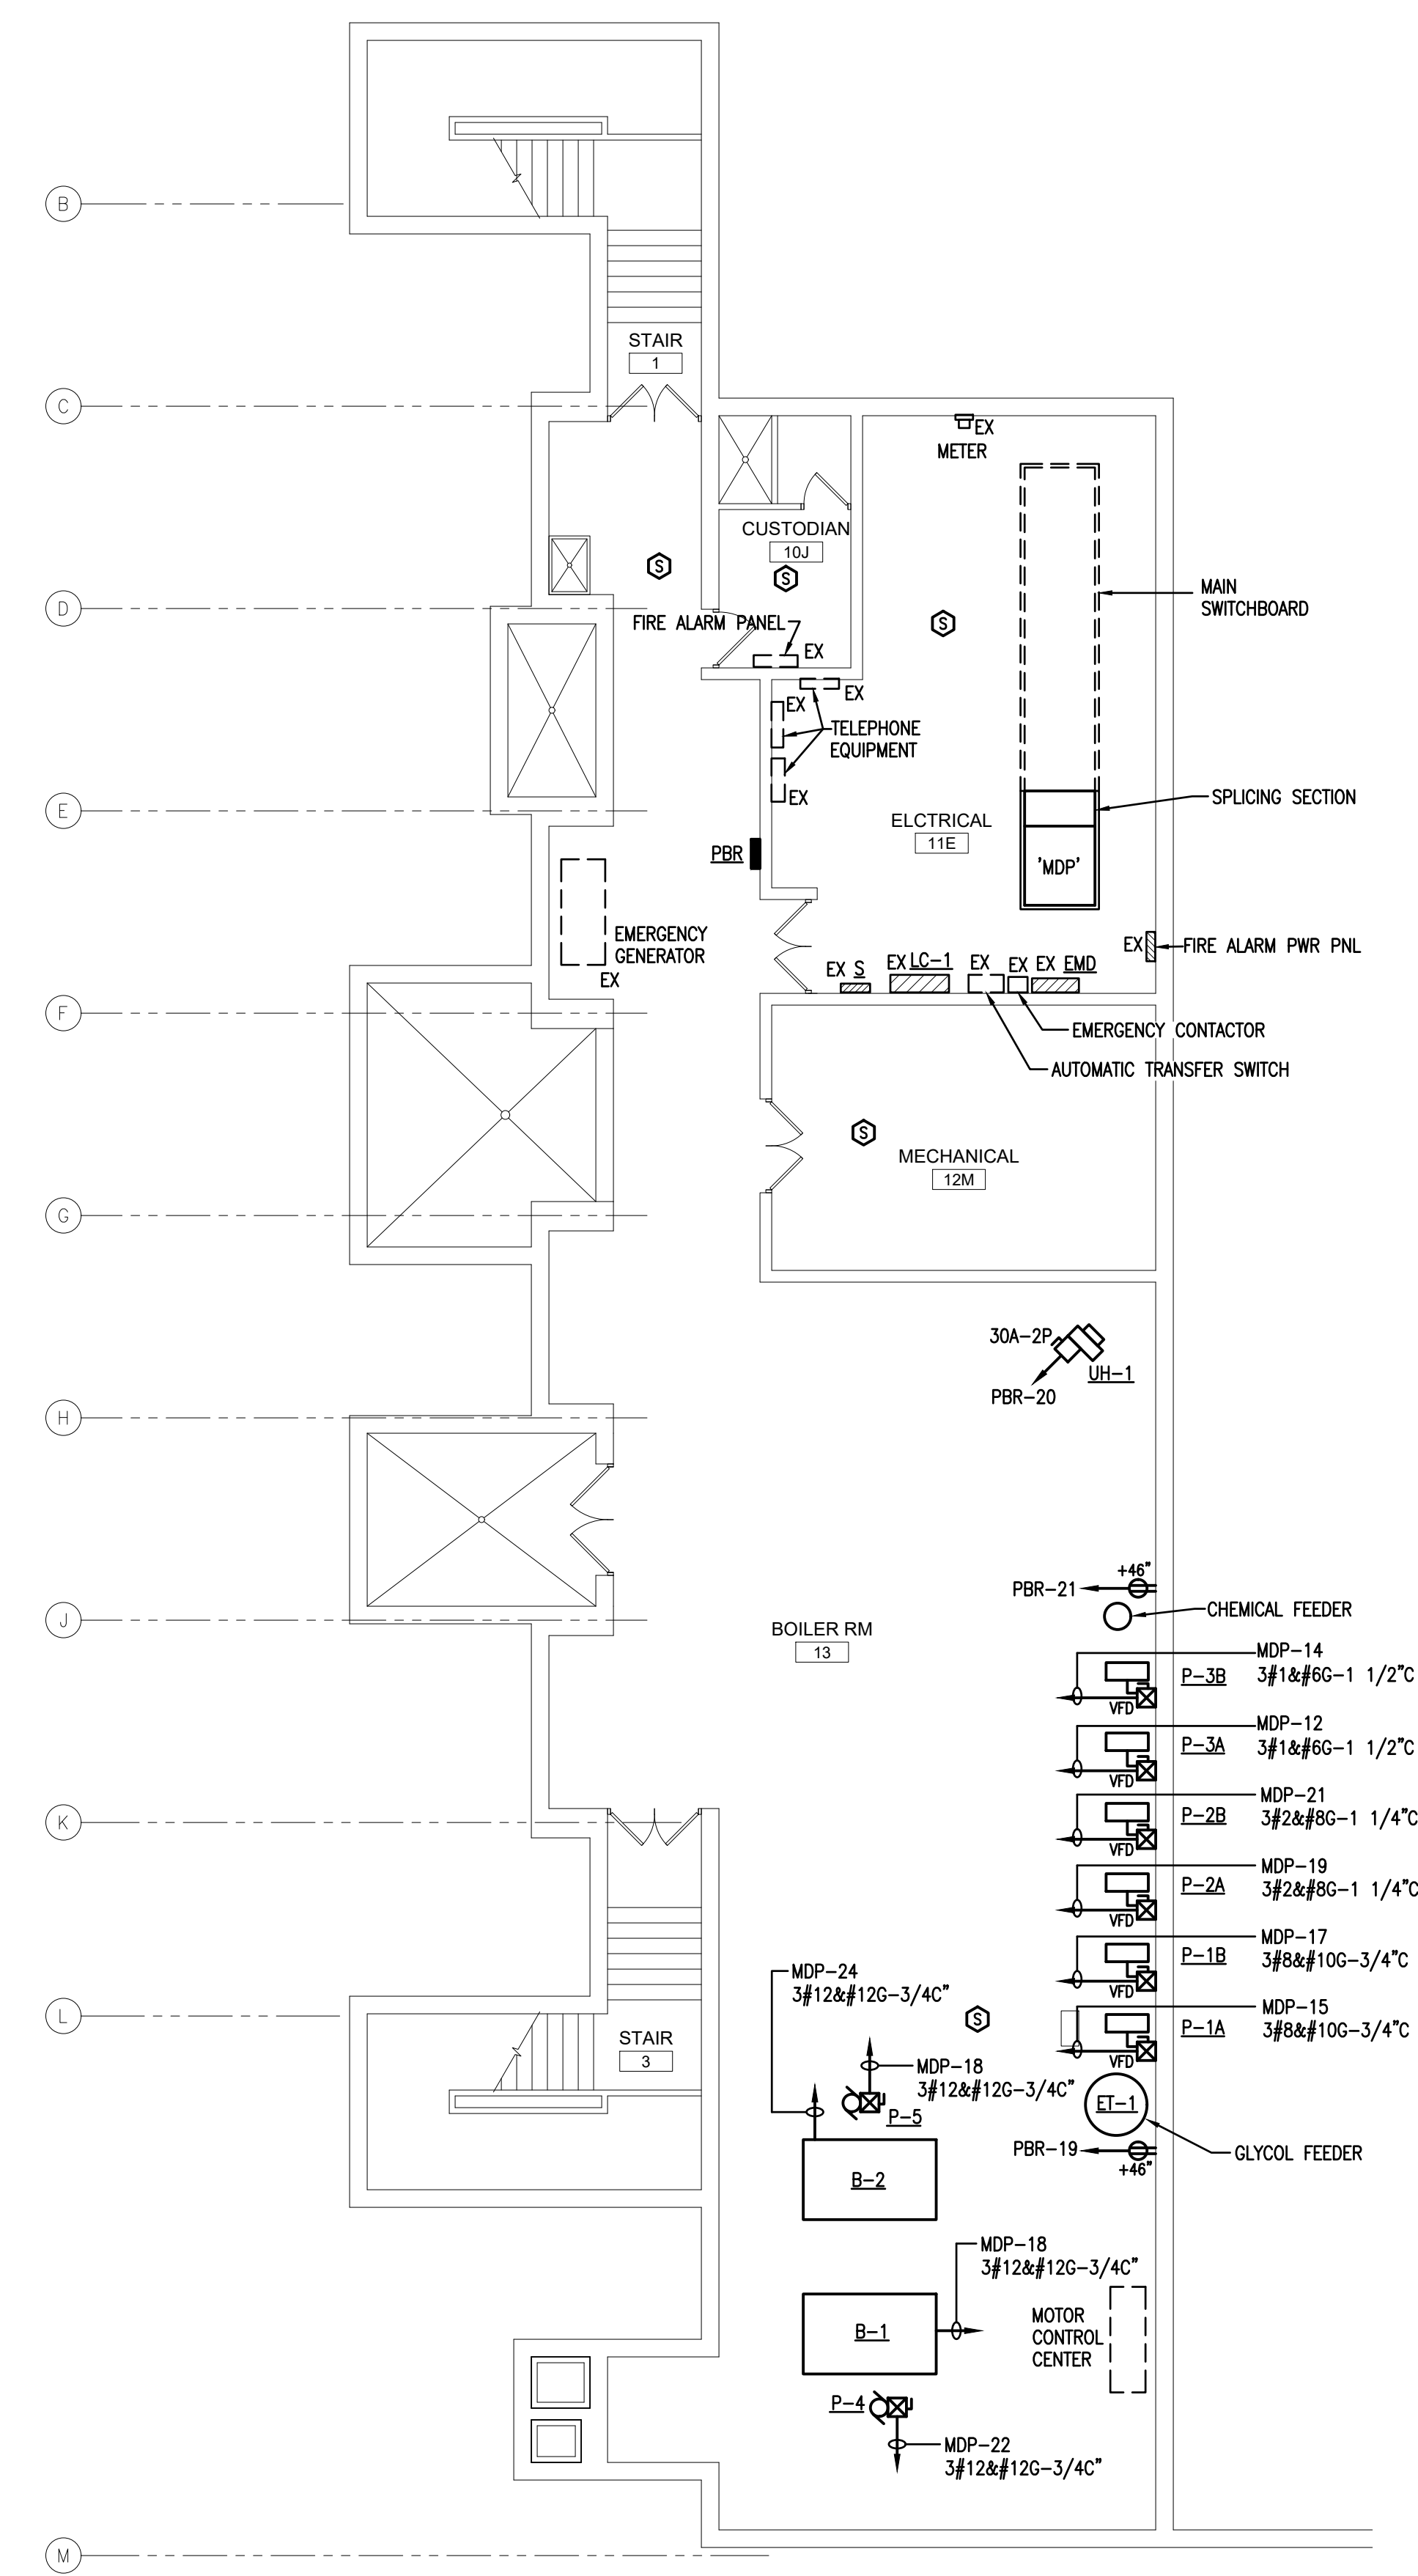 B
STAIR
1
C
EX
METER
CUSTODIAN
10J
S
S
S
D
MAIN
SWITCHBOARD
FIRE ALARM PANEL
EX
EX
EX
TELEPHONE
EQUIPMENT
EX
E
SPLICING SECTION
ELCTRICAL
11E
PBR
'MDP'
EMERGENCY
GENERATOR
EX
EX
FIRE ALARM PWR PNL
EX S
EX LC-1
EX
EX
EX EMD
F
EMERGENCY CONTACTOR
AUTOMATIC TRANSFER SWITCH
S
MECHANICAL
12M
G
30A-2P
UH-1
PBR-20
H
+46"
PBR-21
CHEMICAL FEEDER
J
BOILER RM
13
MDP-14
P-3B
3#1&#6G-1 1/2"C
VFD
MDP-12
P-3A
3#1&#6G-1 1/2"C
VFD
MDP-21
P-2B
3#2&#8G-1 1/4"C
VFD
K
MDP-19
P-2A
3#2&#8G-1 1/4"C
VFD
MDP-17
P-1B
3#8&#10G-3/4"C
VFD
MDP-15
P-1A
3#8&#10G-3/4"C
VFD
MDP-24
3#12&#12G-3/4C"
L
S
STAIR
3
MDP-18
3#12&#12G-3/4C"
P-5
ET-1
PBR-19
+46"
GLYCOL FEEDER
B-2
MDP-18
3#12&#12G-3/4C"
B-1
MOTOR
CONTROL
CENTER
P-4
MDP-22
3#12&#12G-3/4C"
M